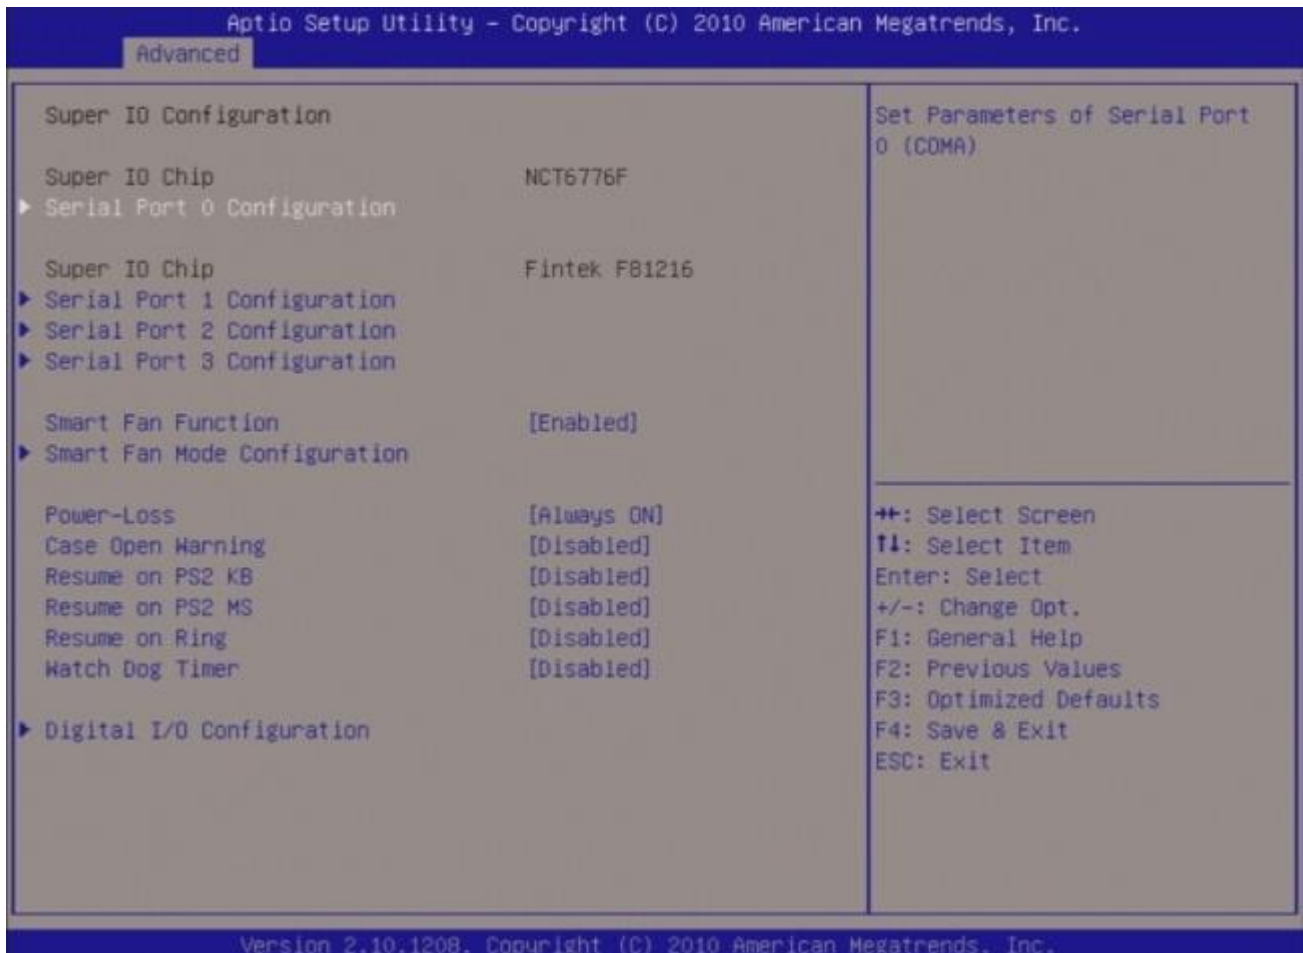 Aptio Setup Utility – Copyright (C) 2010 American Megatrends, Inc.
Advanced
Super IO Configuration
Super IO Chip NCT6776F
Serial Port 0 Configuration
Super IO Chip Fintek F81216
Serial Port 1 Configuration
Serial Port 2 Configuration
Serial Port 3 Configuration
Smart Fan Function [Enabled]
Smart Fan Mode Configuration
Power-Loss [Always ON]
Case Open Warning [Disabled]
Resume on PS2 KB [Disabled]
Resume on PS2 MS [Disabled]
Resume on Ring [Disabled]
Watch Dog Timer [Disabled]
Digital I/O Configuration
Set Parameters of Serial Port
0 (COMA)
→←: Select Screen
↑↓: Select Item
Enter: Select
+/-: Change Opt.
F1: General Help
F2: Previous Values
F3: Optimized Defaults
F4: Save & Exit
ESC: Exit
Version 2.10.1208. Copyright (C) 2010 American Megatrends, Inc.